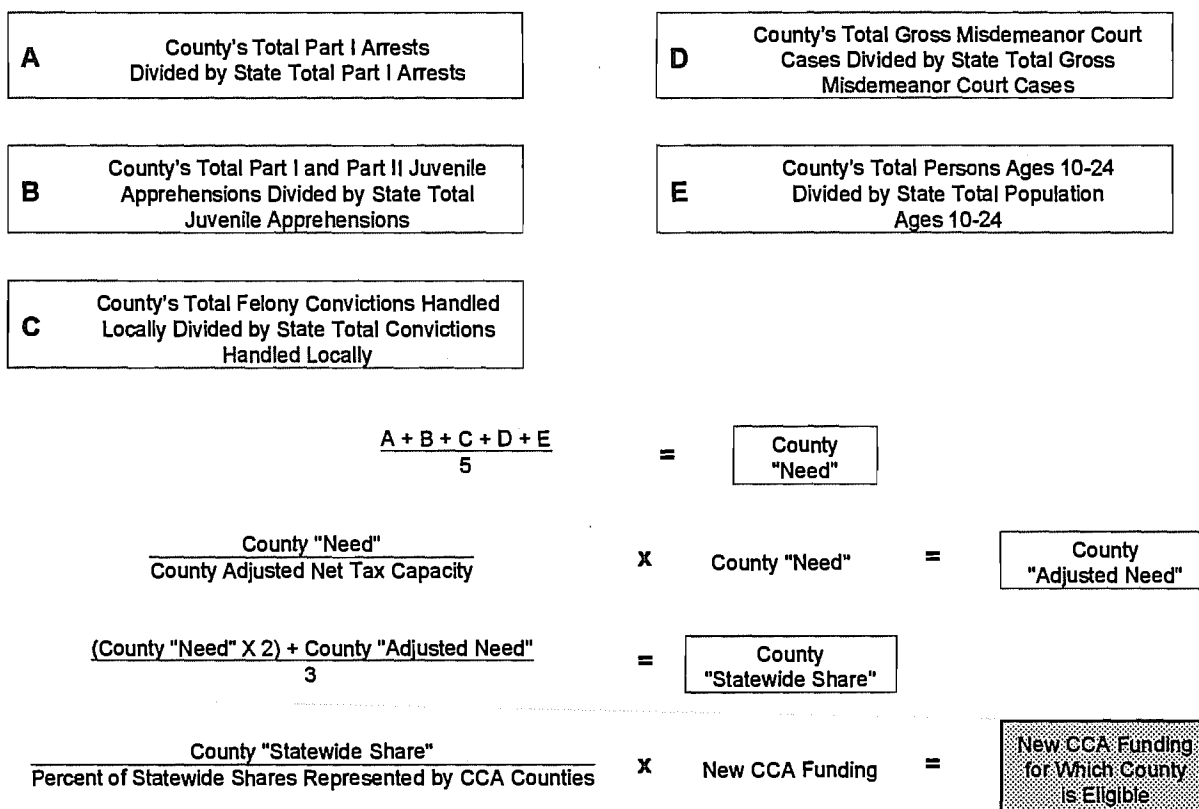 A
County's Total Part I Arrests
Divided by State Total Part I Arrests
D
County's Total Gross Misdemeanor Court
Cases Divided by State Total Gross
Misdemeanor Court Cases
B
County's Total Part I and Part II Juvenile
Apprehensions Divided by State Total
Juvenile Apprehensions
E
County's Total Persons Ages 10-24
Divided by State Total Population
Ages 10-24
C
County's Total Felony Convictions Handled
Locally Divided by State Total Convictions
Handled Locally
A + B + C + D + E
5
=
County
"Need"
County "Need"
County Adjusted Net Tax Capacity
x County "Need" =
County
"Adjusted Need"
(County "Need" X 2) + County "Adjusted Need"
3
=
County
"Statewide Share"
County "Statewide Share"
Percent of Statewide Shares Represented by CCA Counties
x New CCA Funding =
New CCA Funding
for Which County
is Eligible